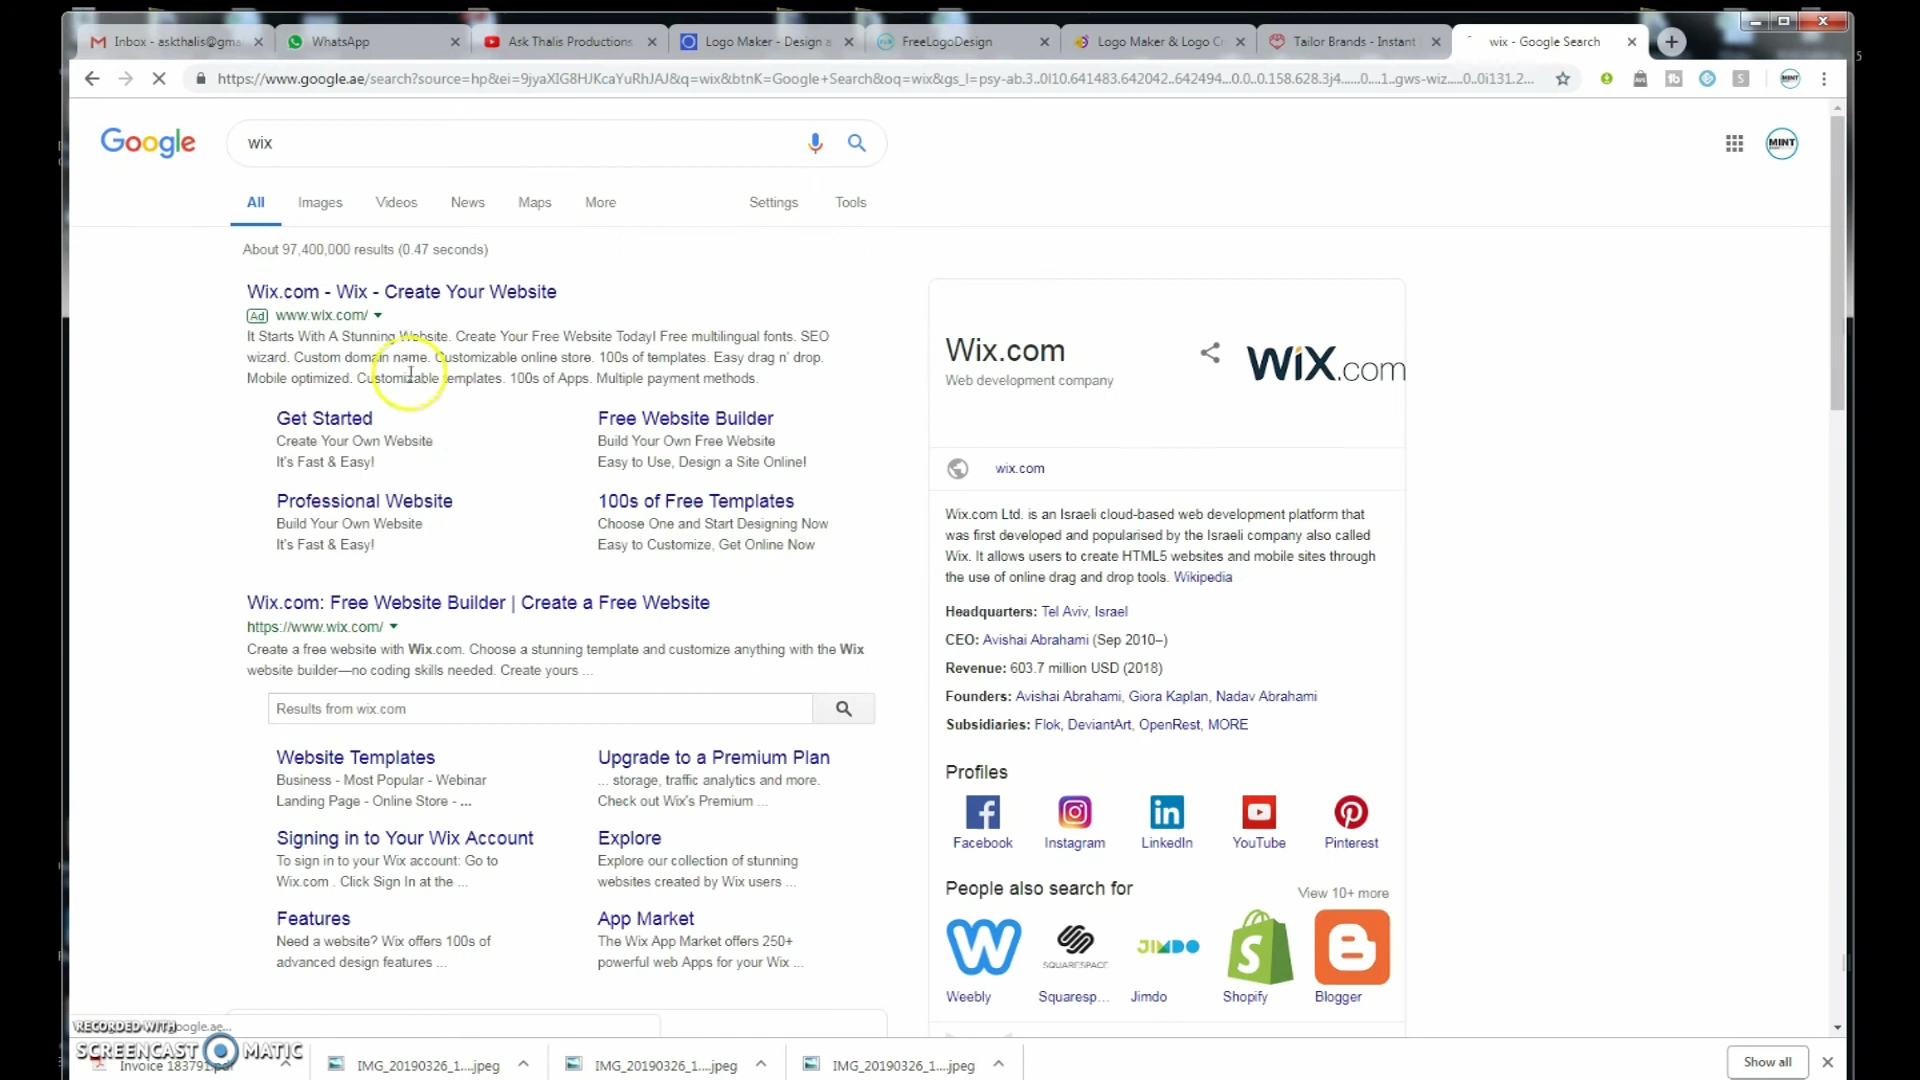 Inbox - askthalis@gma
WhatsApp
Ask Thalis Productions
Logo Maker - Design a
FreeLogoDesign
Logo Maker & Logo Cr
Tailor Brands - Instant
wix - Google Search
https://www.google.ae/search?source=hp&ei=9jyaXIG8HJKcaYuRhJAJ&q=wix&btnK=Google+Search&oq=wix&gs_l=psy-ab.3..0l10.641483.642042..642494...0.0..0.158.628.3j4......0....1..gws-wiz.....0..0i131.2...
Google
wix
MINT
All
Images
Videos
News
Maps
More
Settings
Tools
About 97,400,000 results (0.47 seconds)
Wix.com - Wix - Create Your Website
Ad www.wix.com/
It Starts With A Stunning Website. Create Your Free Website Today! Free multilingual fonts. SEO
wizard. Custom domain name. Customizable online store. 100s of templates. Easy drag n' drop.
Mobile optimized. Customizable templates. 100s of Apps. Multiple payment methods.
Get Started
Create Your Own Website
It's Fast & Easy!
Free Website Builder
Build Your Own Free Website
Easy to Use, Design a Site Online!
Professional Website
Build Your Own Website
It's Fast & Easy!
100s of Free Templates
Choose One and Start Designing Now
Easy to Customize, Get Online Now
Wix.com: Free Website Builder | Create a Free Website
https://www.wix.com/
Create a free website with Wix.com. Choose a stunning template and customize anything with the Wix
website builder—no coding skills needed. Create yours ...
Results from wix.com
Website Templates
Business - Most Popular - Webinar
Landing Page - Online Store - ...
Upgrade to a Premium Plan
... storage, traffic analytics and more.
Check out Wix's Premium ...
Signing in to Your Wix Account
To sign in to your Wix account: Go to
Wix.com . Click Sign In at the ...
Explore
Explore our collection of stunning
websites created by Wix users ...
Features
Need a website? Wix offers 100s of
advanced design features ...
App Market
The Wix App Market offers 250+
powerful web Apps for your Wix ...
Wix.com
Web development company
WiX.com
wix.com
Wix.com Ltd. is an Israeli cloud-based web development platform that
was first developed and popularised by the Israeli company also called
Wix. It allows users to create HTML5 websites and mobile sites through
the use of online drag and drop tools. Wikipedia
Headquarters: Tel Aviv, Israel
CEO: Avishai Abrahami (Sep 2010–)
Revenue: 603.7 million USD (2018)
Founders: Avishai Abrahami, Giora Kaplan, Nadav Abrahami
Subsidiaries: Flok, DeviantArt, OpenRest, MORE
Profiles
Facebook
Instagram
LinkedIn
YouTube
Pinterest
People also search for
View 10+ more
SQUARESPACE
JIMDO
Weebly
Squaresp...
Jimdo
Shopify
Blogger
RECORDED WITH
SCREENCAST MATIC
Invoice 183791.pdf
IMG_20190326_1....jpeg
IMG_20190326_1....jpeg
IMG_20190326_1....jpeg
Show all